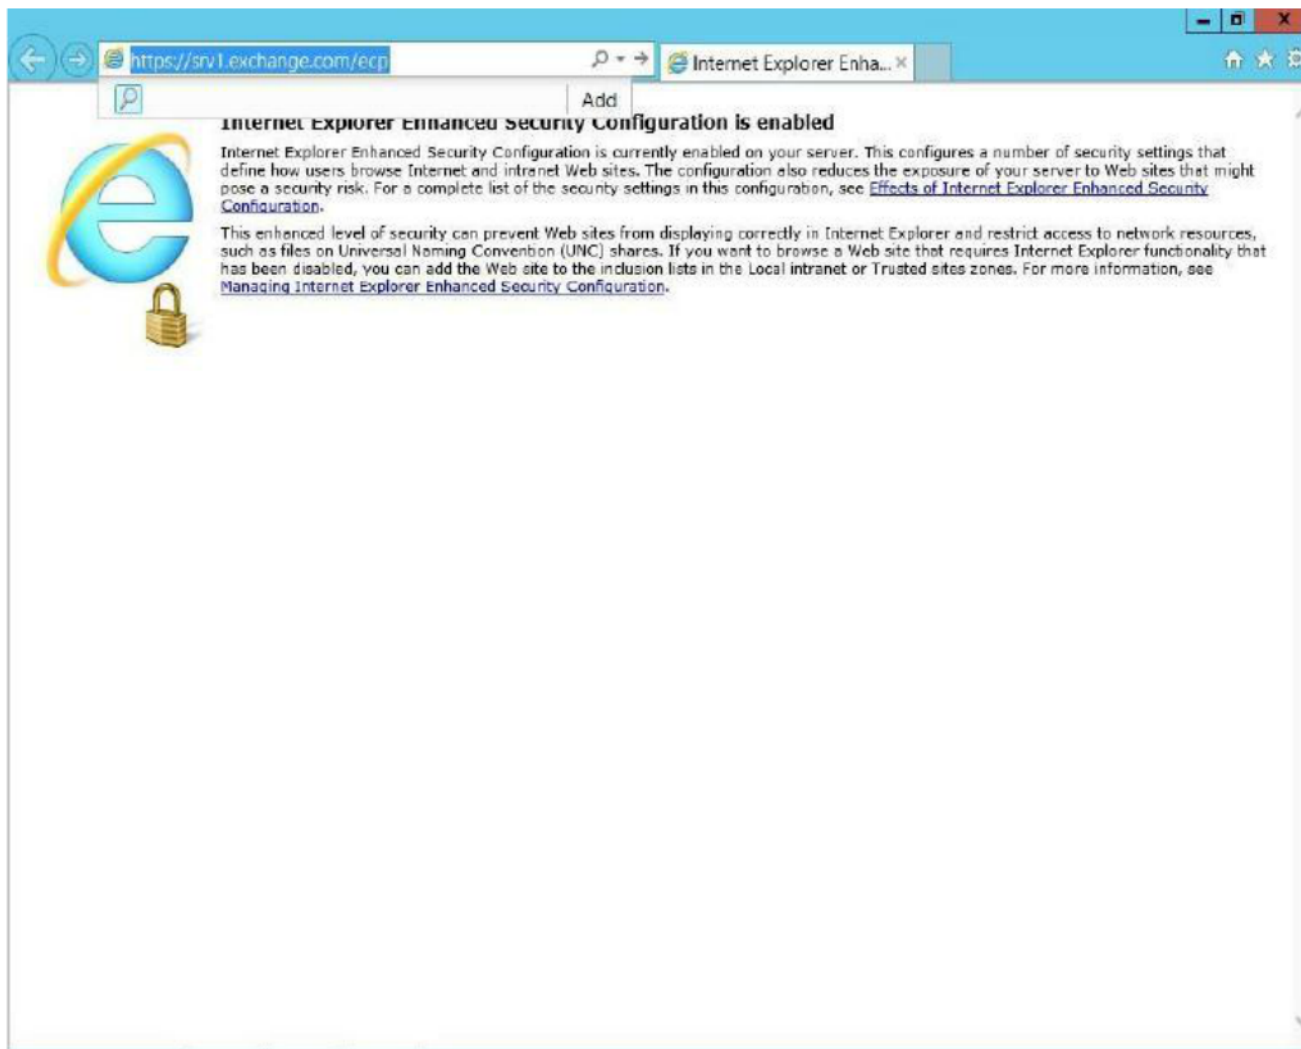 https://srv1.exchange.com/ecp
Internet Explorer Enha...
Add
Internet Explorer Enhanced Security Configuration is enabled
Internet Explorer Enhanced Security Configuration is currently enabled on your server. This configures a number of security settings that
define how users browse Internet and intranet Web sites. The configuration also reduces the exposure of your server to Web sites that might
pose a security risk. For a complete list of the security settings in this configuration, see Effects of Internet Explorer Enhanced Security
Configuration.
This enhanced level of security can prevent Web sites from displaying correctly in Internet Explorer and restrict access to network resources,
such as files on Universal Naming Convention (UNC) shares. If you want to browse a Web site that requires Internet Explorer functionality that
has been disabled, you can add the Web site to the inclusion lists in the Local intranet or Trusted sites zones. For more information, see
Managing Internet Explorer Enhanced Security Configuration.